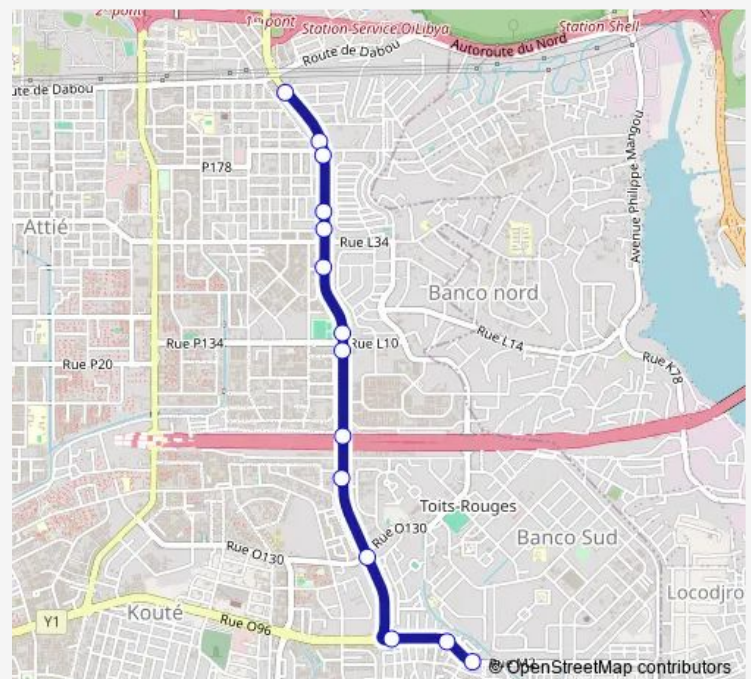 2ᵉ pont
1ᵉʳ pont
Station Service OiLibya
Station Shell
Route de Dabou
Autoroute du Nord
ute de Dabou
Avenue Philippe Mangou
P178
Attié
Rue L34
Banco nord
Rue P134
Rue L10
Rue L14
Rue P20
Rue K78
Toits-Rouges
Rue O130
Rue O130
Banco Sud
Locodjro
Kouté
Y1
Rue O96
© OpenStreetMap contributors